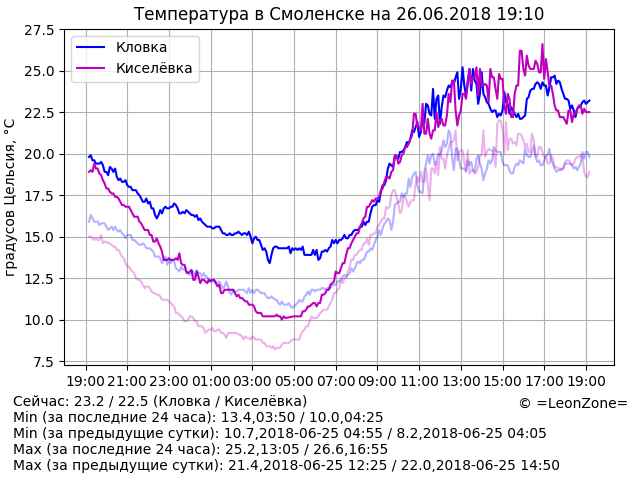 Температура в Смоленске на 26.06.2018 19:10
27.5
25.0
22.5
20.0
17.5
15.0
12.5
10.0
7.5
градусов Цельсия, °C
Кловка
Киселёвка
19:00 21:00 23:00 01:00 03:00 05:00 07:00 09:00 11:00 13:00 15:00 17:00 19:00
Сейчас: 23.2 / 22.5 (Кловка / Киселёвка)
© =LeonZone=
Min (за последние 24 часа): 13.4,03:50 / 10.0,04:25
Min (за предыдущие сутки): 10.7,2018-06-25 04:55 / 8.2,2018-06-25 04:05
Max (за последние 24 часа): 25.2,13:05 / 26.6,16:55
Max (за предыдущие сутки): 21.4,2018-06-25 12:25 / 22.0,2018-06-25 14:50